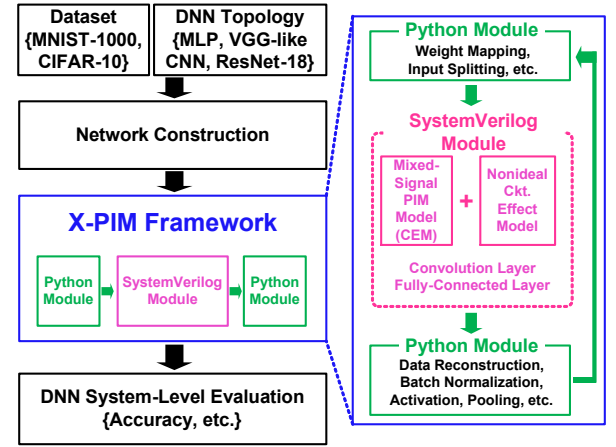 Dataset
{MNIST-1000,
CIFAR-10}
DNN Topology
{MLP, VGG-like
CNN, ResNet-18}
Network Construction
X-PIM Framework
Python
Module
SystemVerilog
Module
Python
Module
DNN System-Level Evaluation
{Accuracy, etc.}
Python Module
Weight Mapping,
Input Splitting, etc.
SystemVerilog
Module
Mixed-
Signal
PIM
Model
(CEM)
+
Nonideal
Ckt.
Effect
Model
Convolution Layer
Fully-Connected Layer
Python Module
Data Reconstruction,
Batch Normalization,
Activation, Pooling, etc.